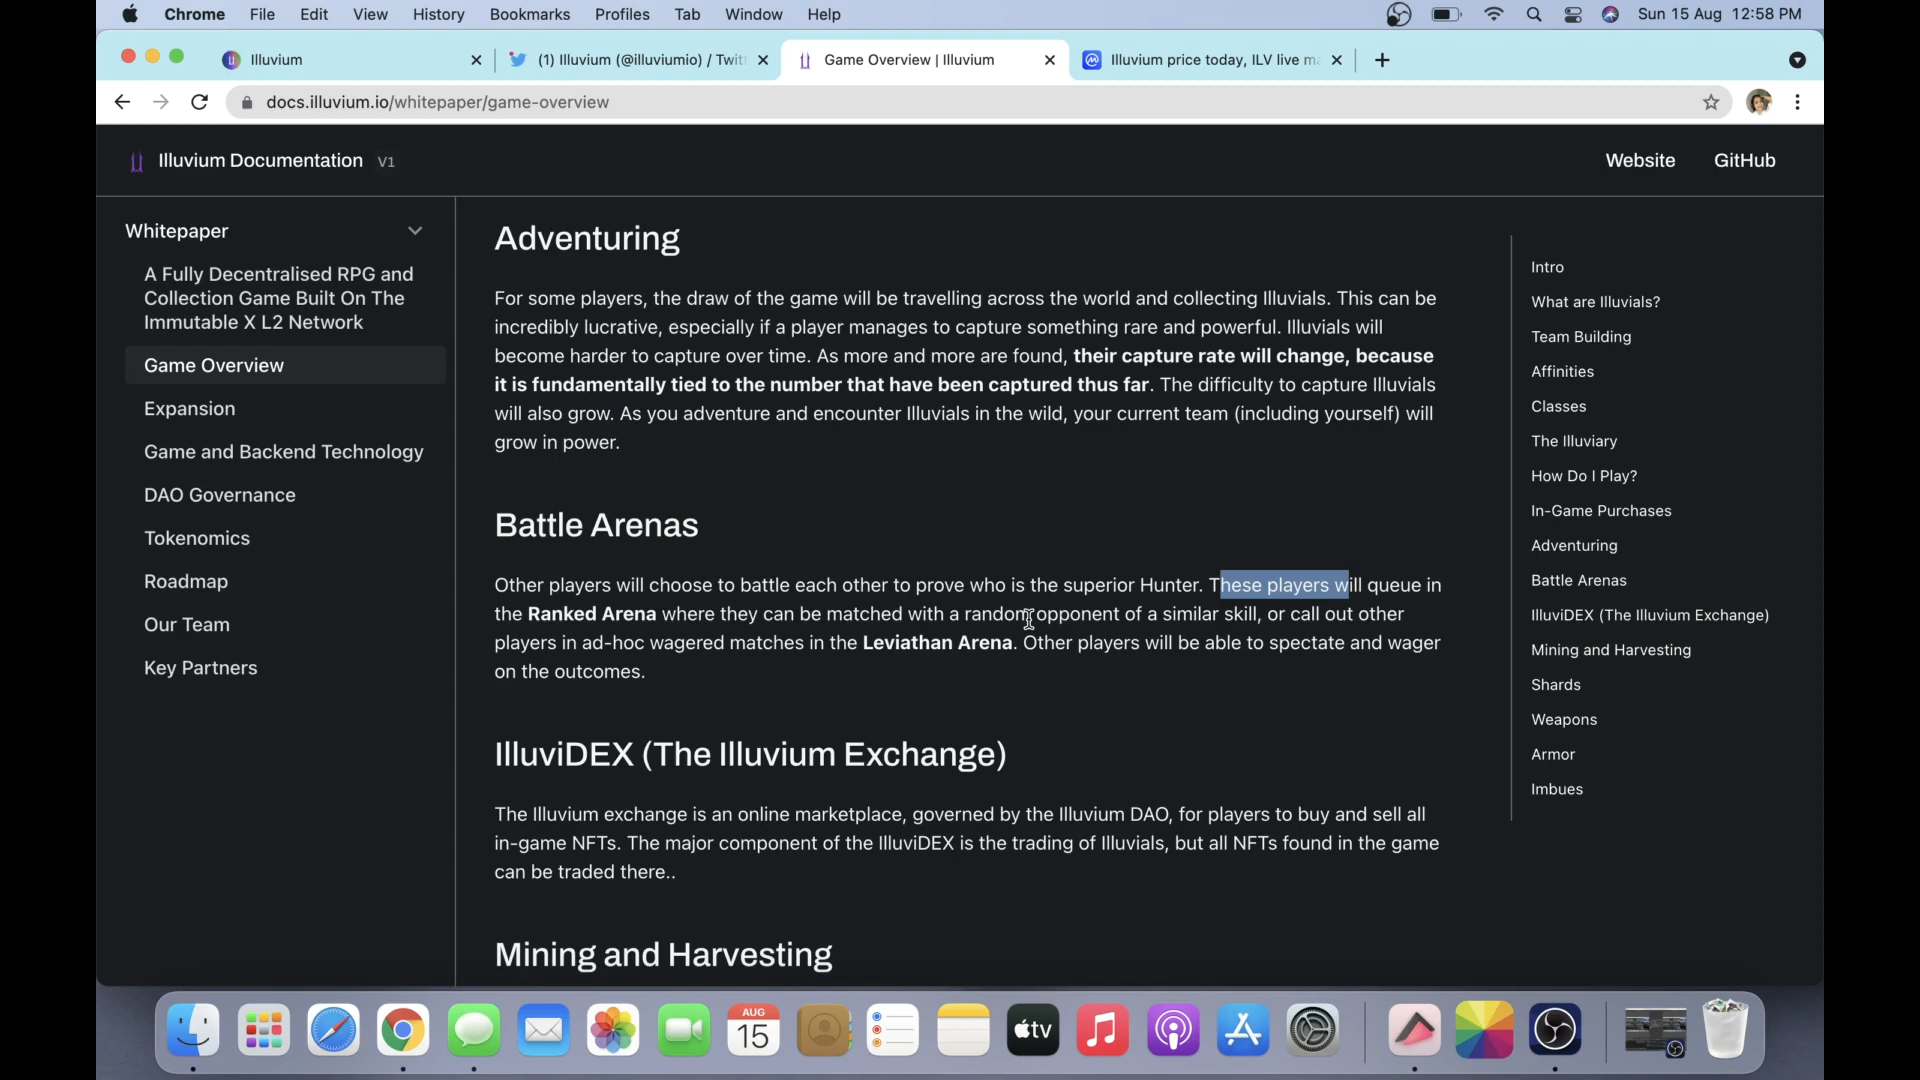 Chrome File Edit View History Bookmarks Profiles Tab Window Help Sun 15 Aug 12:58 PM
Illuvium (1) Illuvium (@illuviumio) / Twitt Game Overview | Illuvium Illuvium price today, ILV live ma
docs.illuvium.io/whitepaper/game-overview
Illuvium Documentation V1 Website GitHub
Whitepaper
A Fully Decentralised RPG and
Collection Game Built On The
Immutable X L2 Network
Game Overview
Expansion
Game and Backend Technology
DAO Governance
Tokenomics
Roadmap
Our Team
Key Partners
Adventuring
For some players, the draw of the game will be travelling across the world and collecting Illuvials. This can be
incredibly lucrative, especially if a player manages to capture something rare and powerful. Illuvials will
become harder to capture over time. As more and more are found, their capture rate will change, because
it is fundamentally tied to the number that have been captured thus far. The difficulty to capture Illuvials
will also grow. As you adventure and encounter Illuvials in the wild, your current team (including yourself) will
grow in power.
Battle Arenas
Other players will choose to battle each other to prove who is the superior Hunter. These players will queue in
the Ranked Arena where they can be matched with a random opponent of a similar skill, or call out other
players in ad-hoc wagered matches in the Leviathan Arena. Other players will be able to spectate and wager
on the outcomes.
IlluviDEX (The Illuvium Exchange)
The Illuvium exchange is an online marketplace, governed by the Illuvium DAO, for players to buy and sell all
in-game NFTs. The major component of the IlluviDEX is the trading of Illuvials, but all NFTs found in the game
can be traded there..
Mining and Harvesting
Intro
What are Illuvials?
Team Building
Affinities
Classes
The Illuviary
How Do I Play?
In-Game Purchases
Adventuring
Battle Arenas
IlluviDEX (The Illuvium Exchange)
Mining and Harvesting
Shards
Weapons
Armor
Imbues
AUG
15
tv